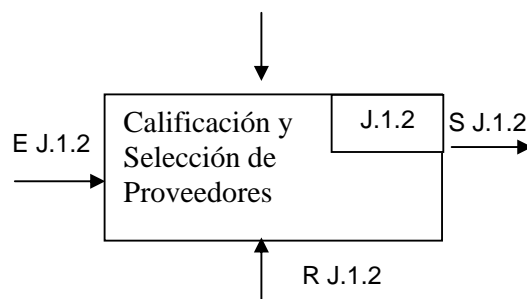 Calificación y
Selección de
Proveedores
J.1.2
E J.1.2
S J.1.2
R J.1.2